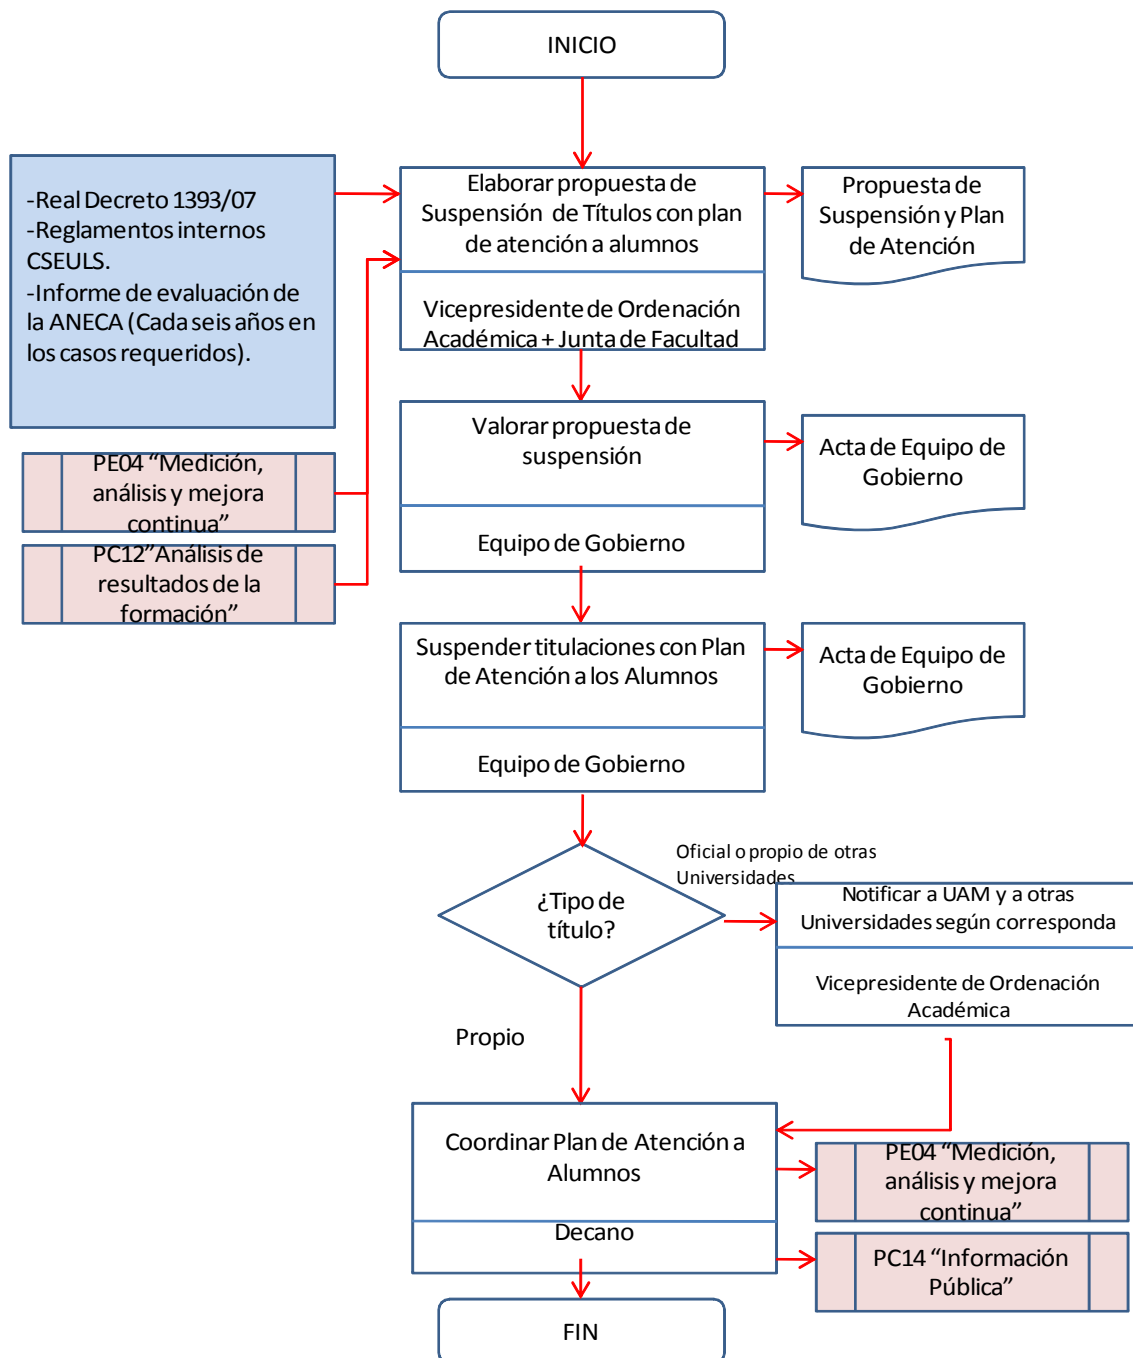 INICIO
-Real Decreto 1393/07
-Reglamentos internos
CSEULS.
-Informe de evaluación de
la ANECA (Cada seis años en
los casos requeridos).
Elaborar propuesta de
Suspensión de Títulos con plan
de atención a alumnos
Vicepresidente de Ordenación
Académica + Junta de Facultad
Propuesta de
Suspensión y Plan
de Atención
PE04 “Medición,
análisis y mejora
continua”
PC12”Análisis de
resultados de la
formación”
Valorar propuesta de
suspensión
Equipo de Gobierno
Acta de Equipo de
Gobierno
Suspender titulaciones con Plan
de Atención a los Alumnos
Equipo de Gobierno
Acta de Equipo de
Gobierno
¿Tipo de
título?
Oficial o propio de otras
Universidades
Notificar a UAM y a otras
Universidades según corresponda
Vicepresidente de Ordenación
Académica
Propio
Coordinar Plan de Atención a
Alumnos
Decano
PE04 “Medición,
análisis y mejora
continua”
PC14 “Información
Pública”
FIN